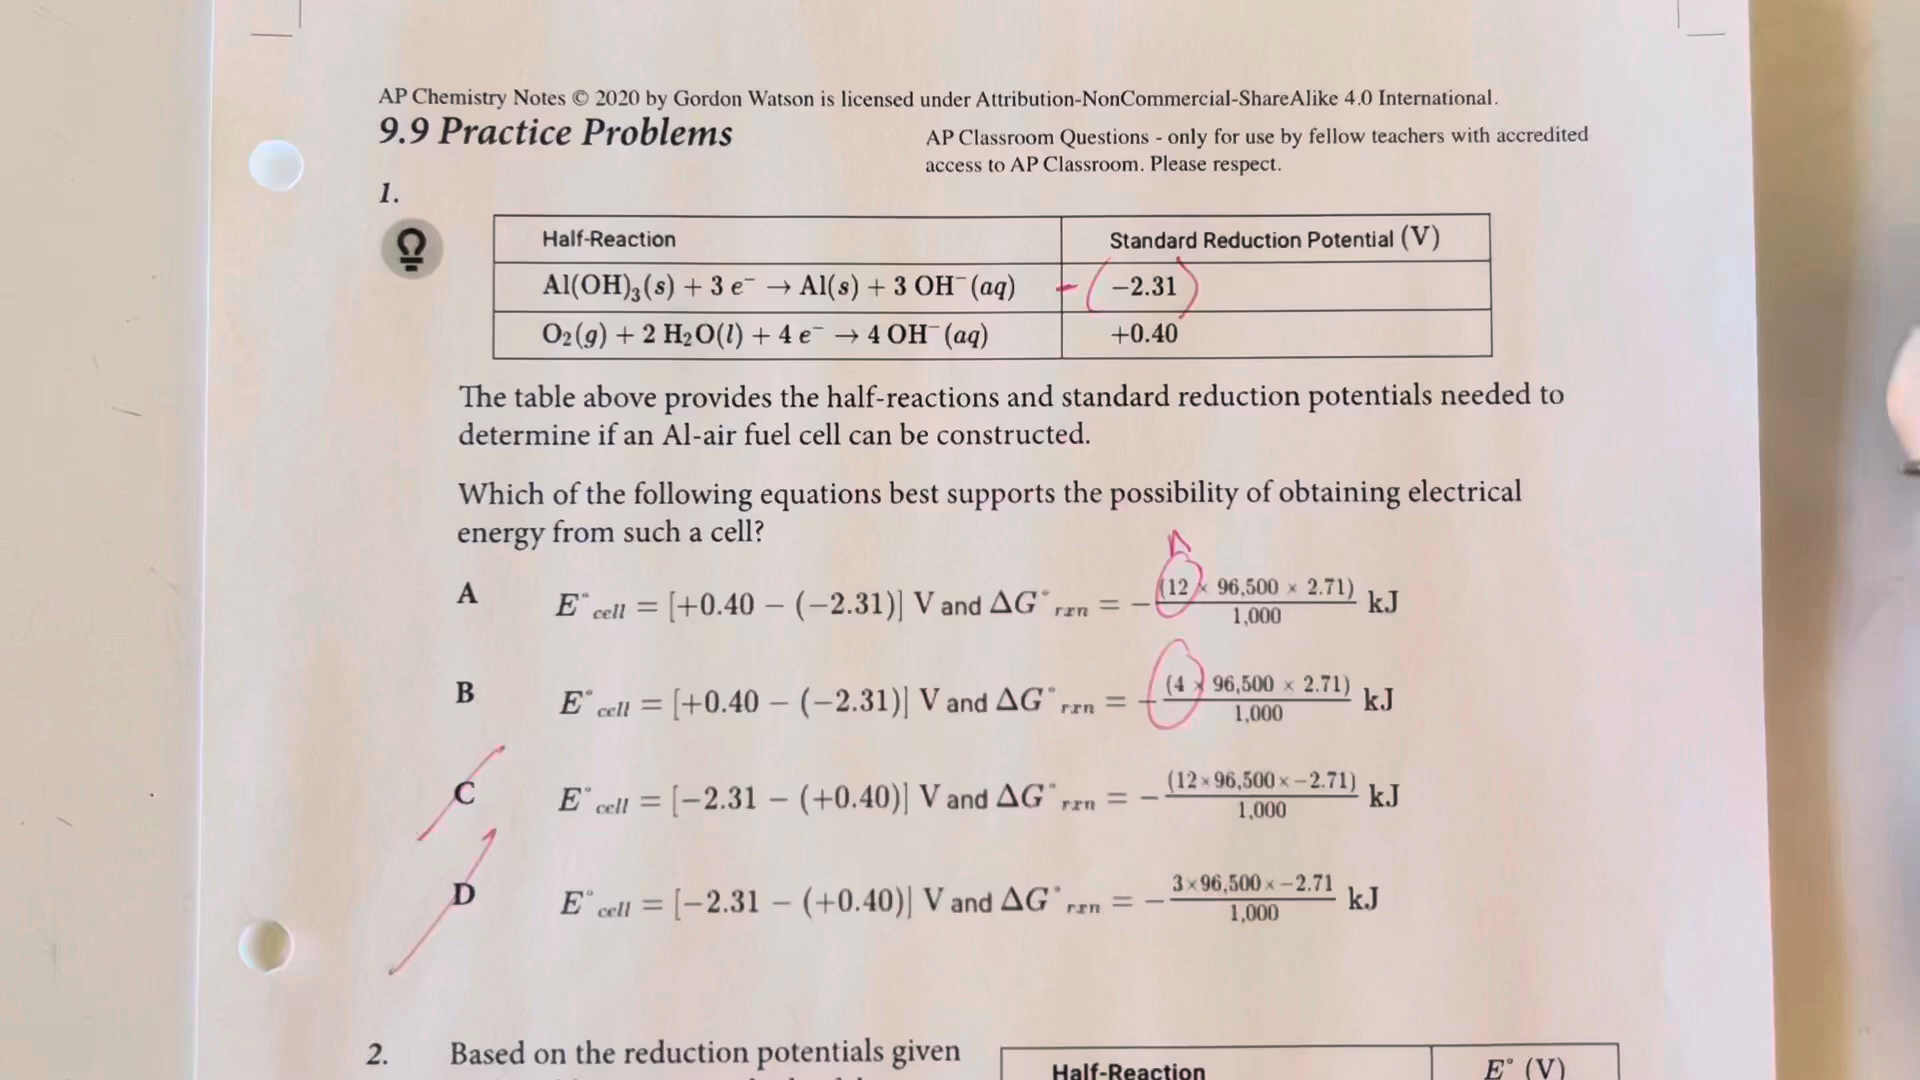 AP Chemistry Notes © 2020 by Gordon Watson is licensed under Attribution-NonCommercial-ShareAlike 4.0 International.
9.9 Practice Problems
AP Classroom Questions - only for use by fellow teachers with accredited
access to AP Classroom. Please respect.
1.
Half-Reaction Standard Reduction Potential (V)
Al(OH)₃(s) + 3 e⁻ → Al(s) + 3 OH⁻(aq) -(−2.31)
O₂(g) + 2 H₂O(l) + 4 e⁻ → 4 OH⁻(aq) +0.40
The table above provides the half-reactions and standard reduction potentials needed to
determine if an Al-air fuel cell can be constructed.
Which of the following equations best supports the possibility of obtaining electrical
energy from such a cell?
A E°cell = [+0.40 − (−2.31)] V and ΔG°rxn = − (12 × 96,500 × 2.71) / 1,000 kJ
B E°cell = [+0.40 − (−2.31)] V and ΔG°rxn = − (4 × 96,500 × 2.71) / 1,000 kJ
C E°cell = [−2.31 − (+0.40)] V and ΔG°rxn = − (12×96,500×−2.71) / 1,000 kJ
D E°cell = [−2.31 − (+0.40)] V and ΔG°rxn = − 3×96,500×−2.71 / 1,000 kJ
2. Based on the reduction potentials given
Half-Reaction E° (V)